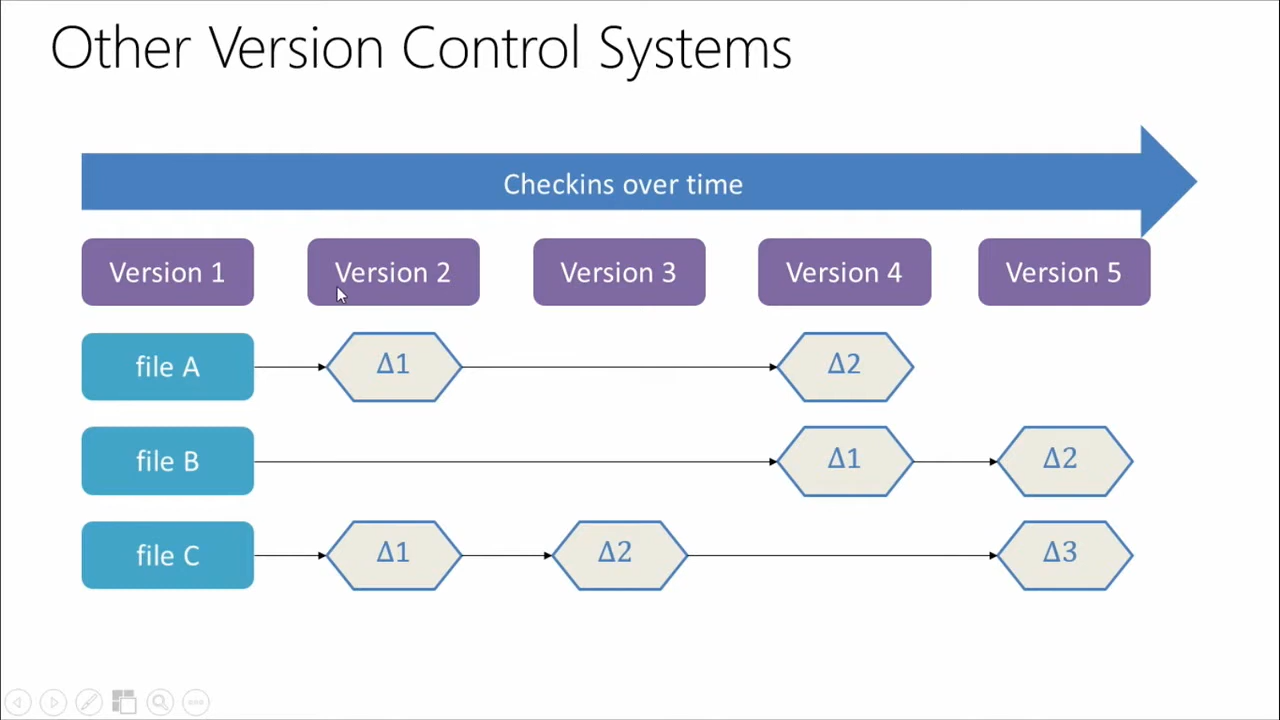 Other Version Control Systems
Checkins over time
Version 1 Version 2 Version 3 Version 4 Version 5
file A Δ1 Δ2
file B Δ1 Δ2
file C Δ1 Δ2 Δ3